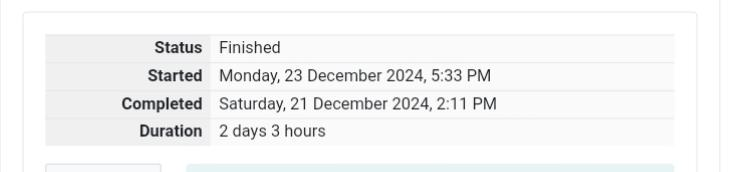 Status Finished
Started Monday, 23 December 2024, 5:33 PM
Completed Saturday, 21 December 2024, 2:11 PM
Duration 2 days 3 hours